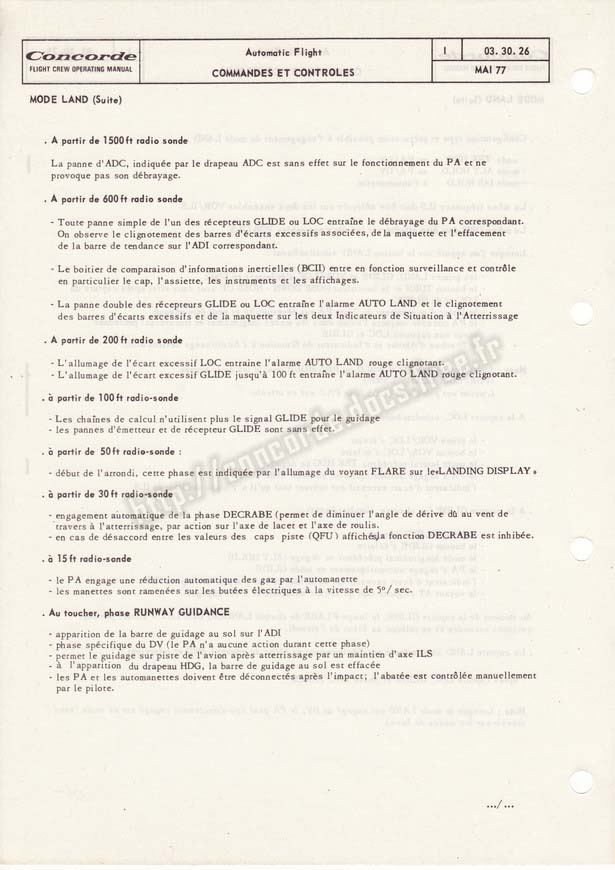 Concorde
FLIGHT CREW OPERATING MANUAL
Automatic Flight
COMMANDES ET CONTROLES
I
03. 30. 26
MAI 77
MODE LAND (Suite)
. A partir de 1500 ft radio sonde
La panne d'ADC, indiquée par le drapeau ADC est sans effet sur le fonctionnement du PA et ne
provoque pas son débrayage.
. A partir de 600 ft radio sonde
- Toute panne simple de l'un des récepteurs GLIDE ou LOC entraîne le débrayage du PA correspondant.
On observe le clignotement des barres d'écarts excessifs associées, de la maquette et l'effacement
de la barre de tendance sur l'ADI correspondant.
- Le boitier de comparaison d'informations inertielles (BCII) entre en fonction surveillance et contrôle
en particulier le cap, l'assiette, les instruments et les affichages.
- La panne double des récepteurs GLIDE ou LOC entraîne l'alarme AUTO LAND et le clignotement
des barres d'écarts excessifs et de la maquette sur les deux Indicateurs de Situation à l'Atterrissage
. A partir de 200 ft radio sonde
- L'allumage de l'écart excessif LOC entraine l'alarme AUTO LAND rouge clignotant.
- L'allumage de l'écart excessif GLIDE jusqu'à 100 ft entraîne l'alarme AUTO LAND rouge clignotant.
. à partir de 100 ft radio-sonde
- Les chaînes de calcul n'utilisent plus le signal GLIDE pour le guidage
- les pannes d'émetteur et de récepteur GLIDE sont sans effet.
. à partir de 50 ft radio-sonde :
- début de l'arrondi, cette phase est indiquée par l'allumage du voyant FLARE sur le«LANDING DISPLAY»
. à partir de 30 ft radio-sonde
- engagement automatique de la phase DECRABE (permet de diminuer l'angle de dérive dû au vent de
travers à l'atterrissage, par action sur l'axe de lacet et l'axe de roulis.
- en cas de désaccord entre les valeurs des caps piste (QFU) affichés, la fonction DECRABE est inhibée.
. à 15 ft radio-sonde
- le PA engage une réduction automatique des gaz par l'automanette
- les manettes sont ramenées sur les butées électriques à la vitesse de 5°/ sec.
. Au toucher, phase RUNWAY GUIDANCE
- apparition de la barre de guidage au sol sur l'ADI
- phase spécifique du DV (le PA n'a aucune action durant cette phase)
- permet le guidage sur piste de l'avion après atterrissage par un maintien d'axe ILS
- à l'apparition du drapeau HDG, la barre de guidage au sol est effacée
- les PA et les automanettes doivent être déconnectés après l'impact; l'abatée est contrôlée manuellement
par le pilote.
.../ ...
http://concordedocs.free.fr